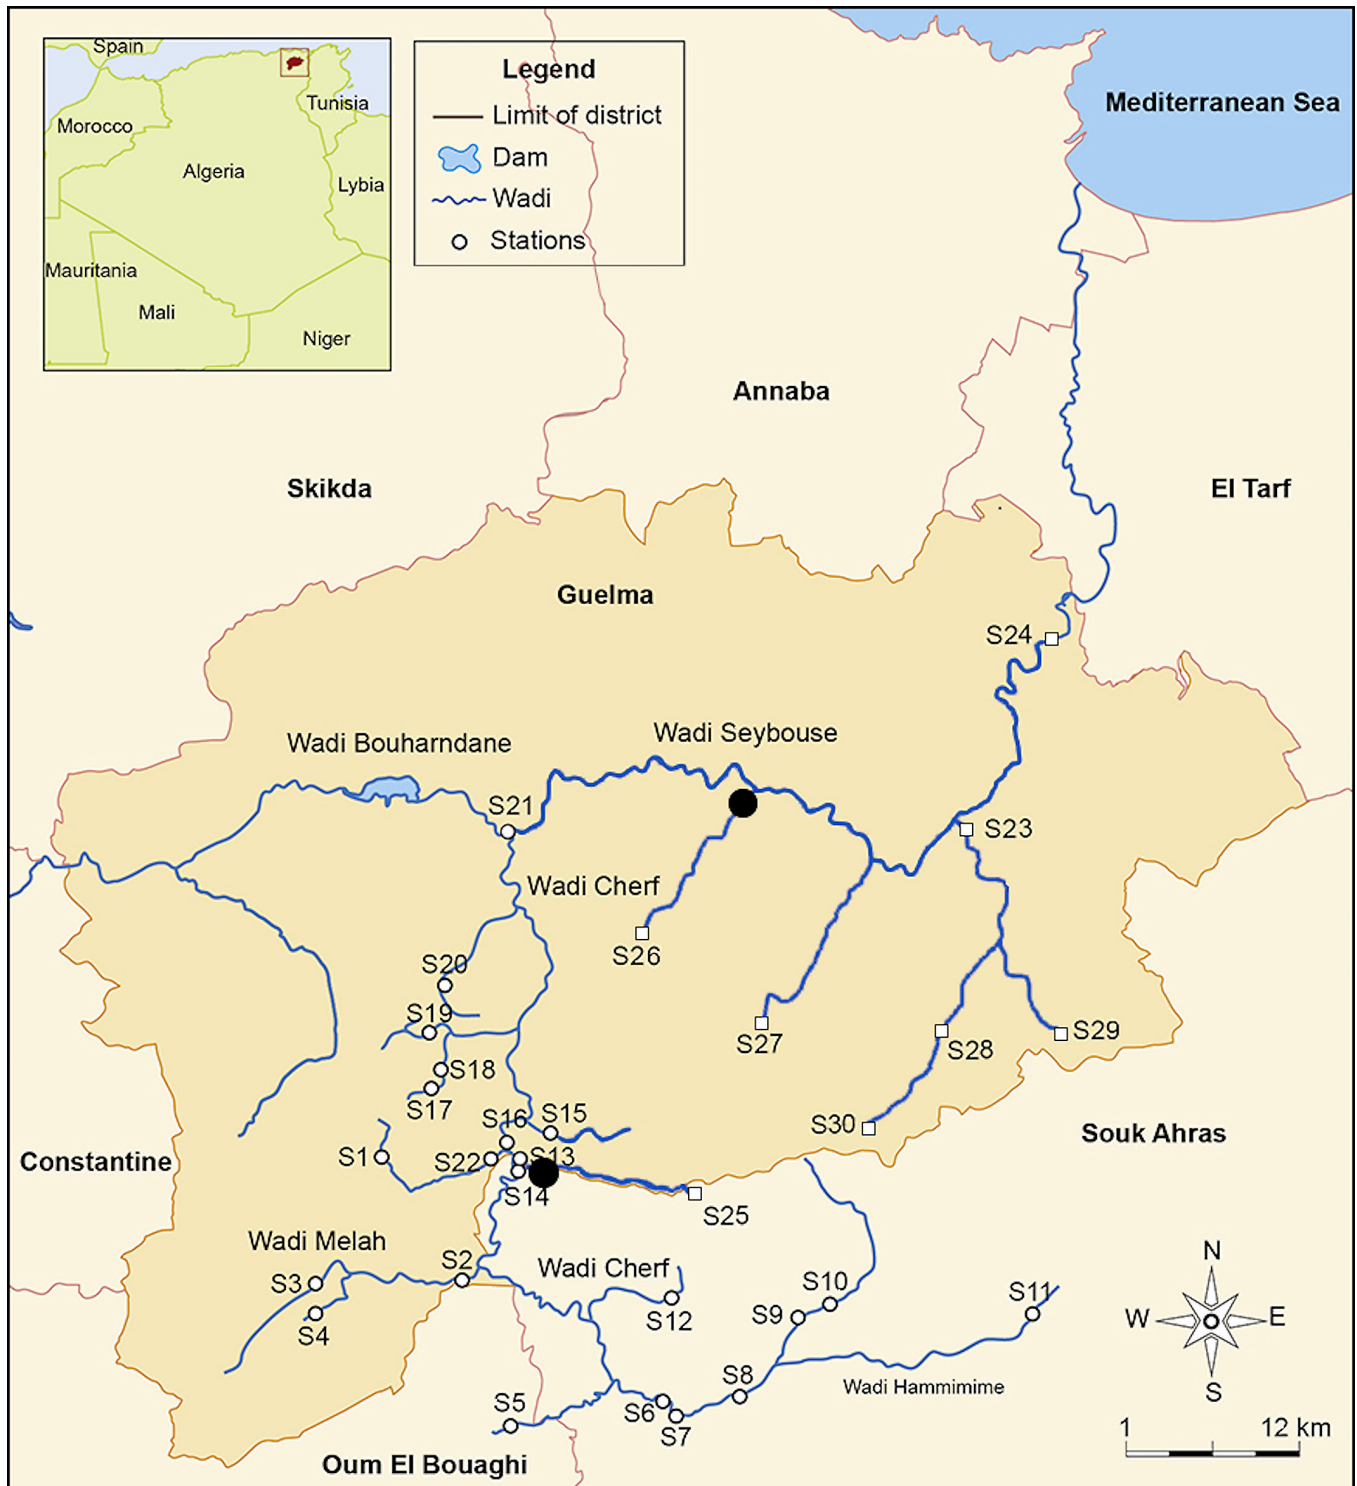 Spain
Morocco
Tunisia
Algeria
Lybia
Mauritania
Mali
Niger
Legend
Limit of district
Dam
Wadi
Stations
Mediterranean Sea
Annaba
Skikda
El Tarf
Guelma
S24
Wadi Seybouse
Wadi Bouharndane
S21
S23
Wadi Cherf
S26
S20
S19
S27
S28
S29
S18
S17
S16
S15
S30
Souk Ahras
Constantine
S1
S22
S13
S14
S25
Wadi Melah
S2
Wadi Cherf
S3
S4
S12
S10
S9
S11
N
W
E
S
S8
Wadi Hammimime
S5
S6
S7
1
12 km
Oum El Bouaghi